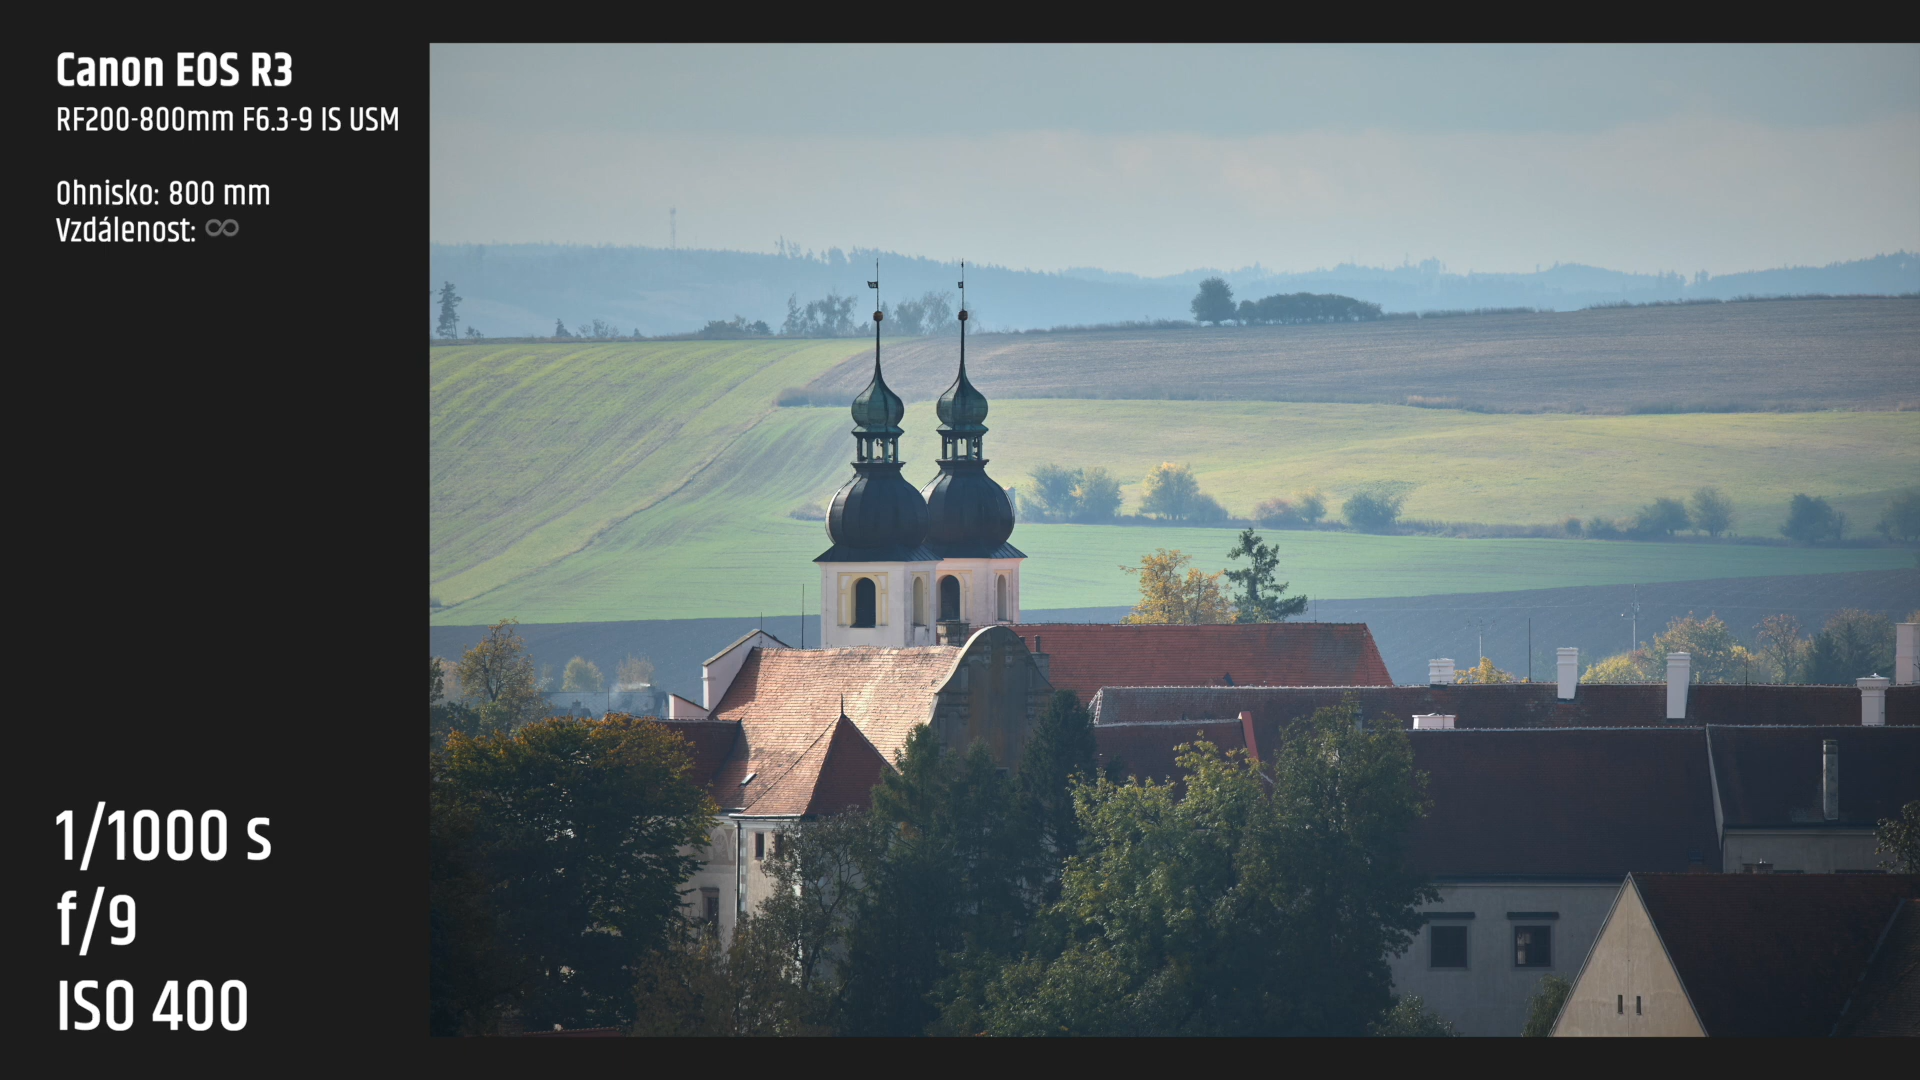 Canon EOS R3
RF200-800mm F6.3-9 IS USM
Ohnisko: 800 mm
Vzdálenost: ∞
1/1000 s
f/9
ISO 400